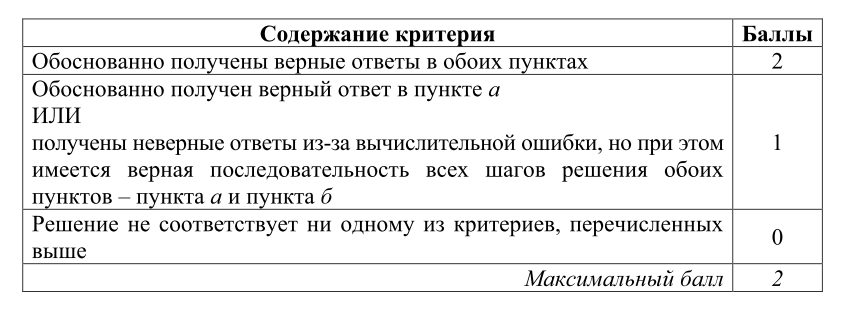 Содержание критерия Баллы
Обоснованно получены верные ответы в обоих пунктах 2
Обоснованно получен верный ответ в пункте а
ИЛИ
получены неверные ответы из-за вычислительной ошибки, но при этом 1
имеется верная последовательность всех шагов решения обоих
пунктов – пункта а и пункта б
Решение не соответствует ни одному из критериев, перечисленных 0
выше
Максимальный балл 2